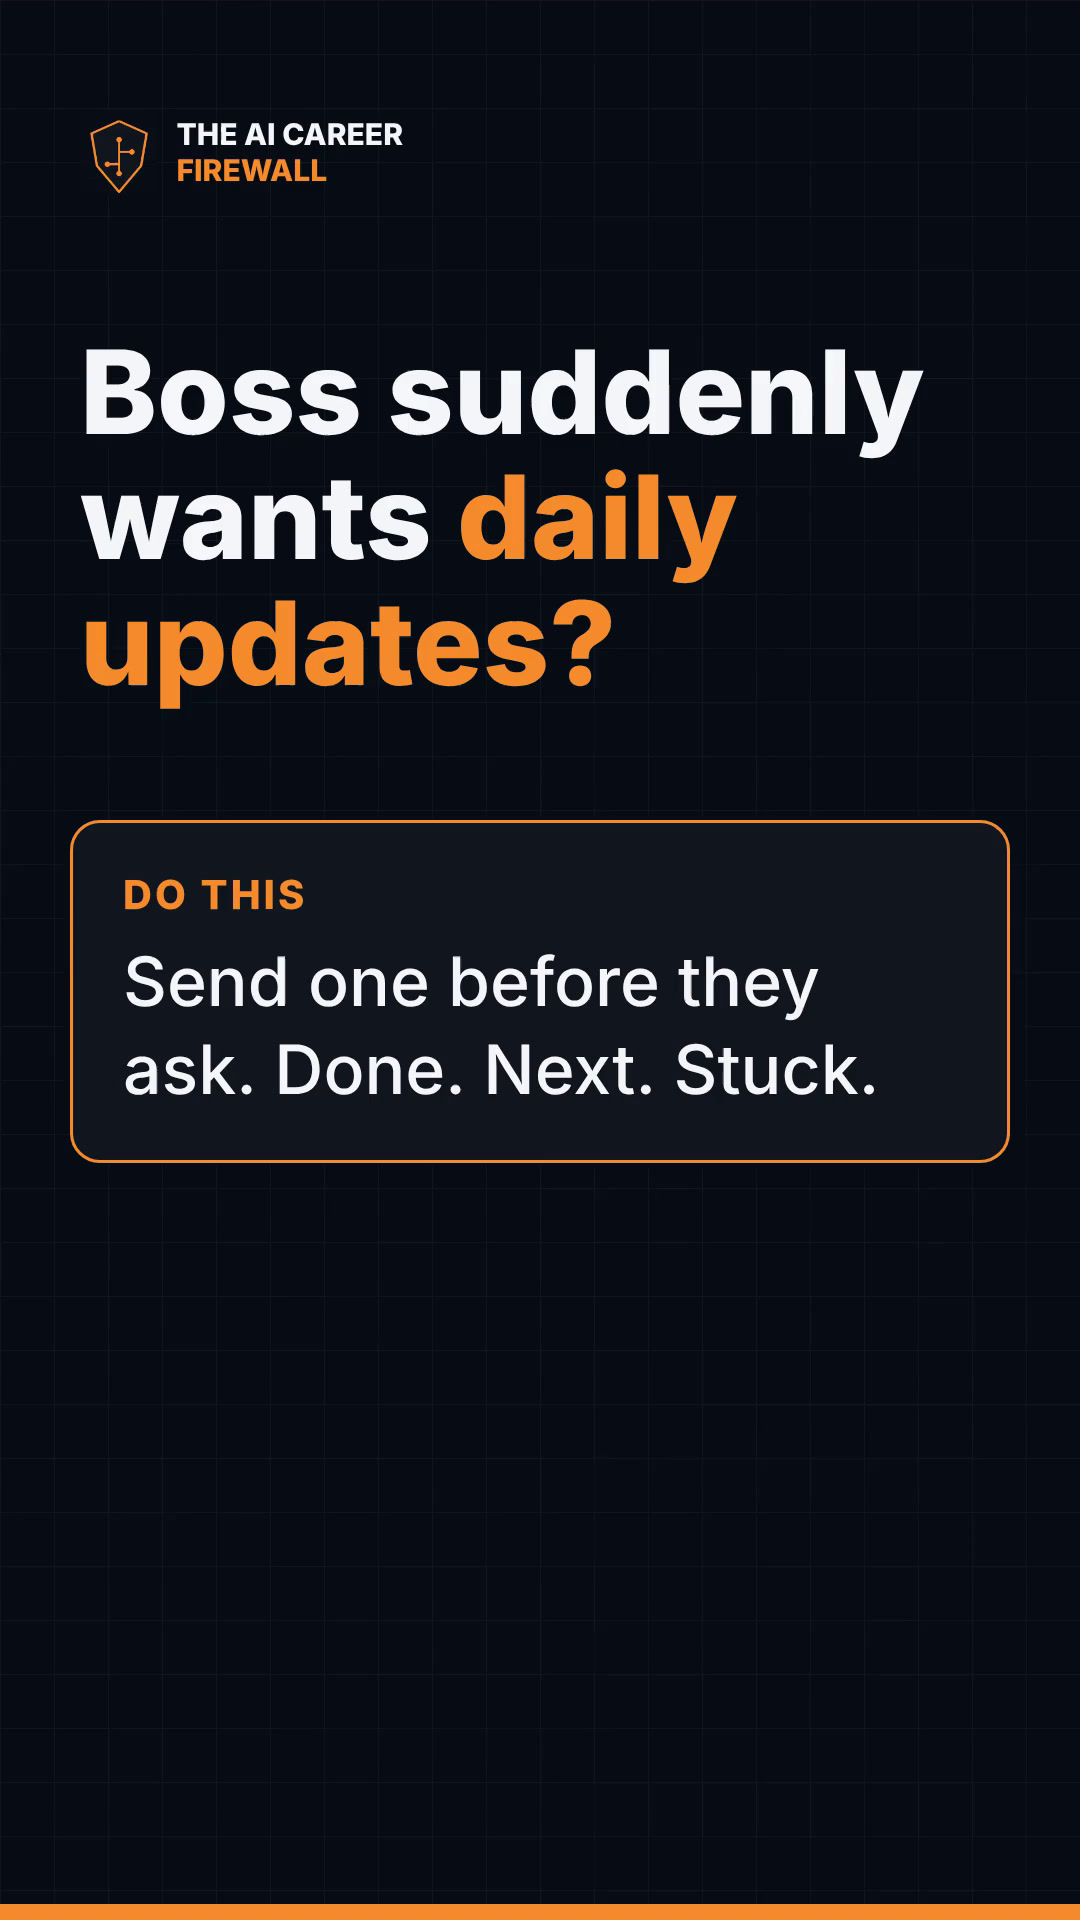 THE AI CAREER
FIREWALL
Boss suddenly
wants daily
updates?
DO THIS
Send one before they
ask. Done. Next. Stuck.